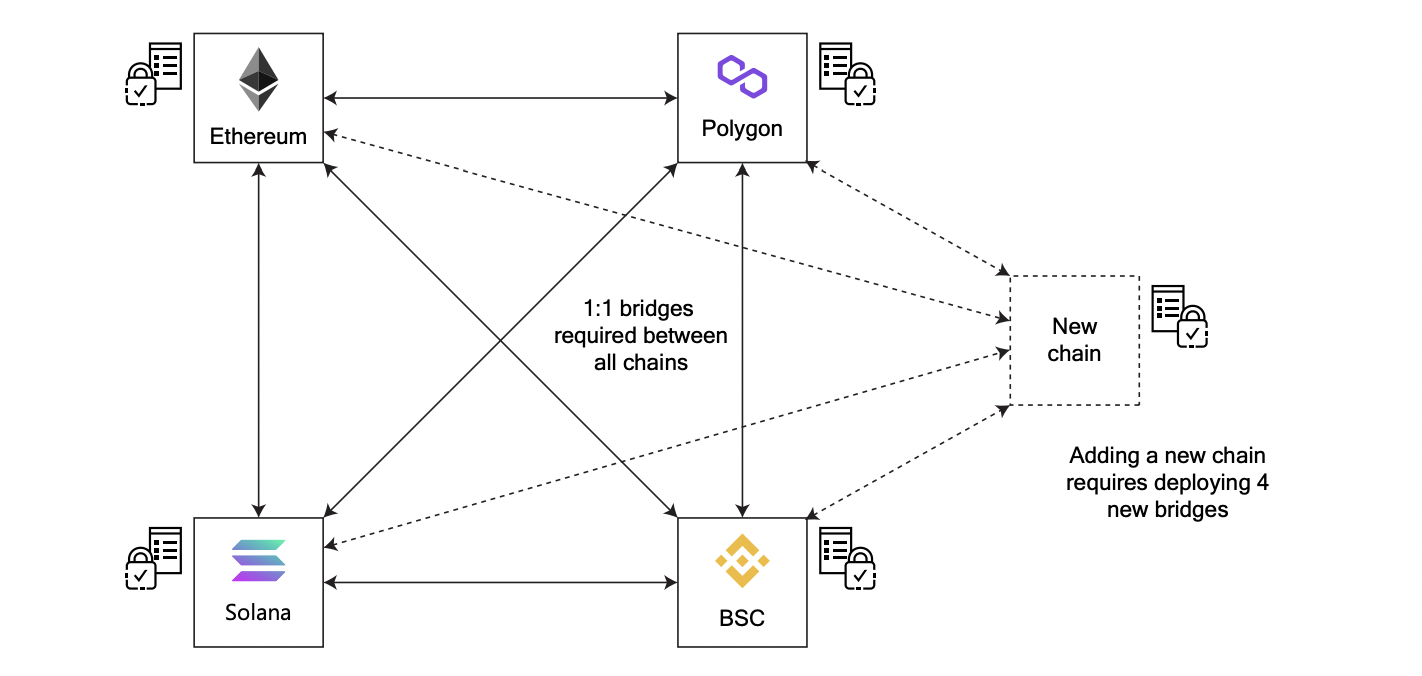 Ethereum
Polygon
1:1 bridges
required between
all chains
New
chain
Adding a new chain
requires deploying 4
new bridges
Solana
BSC